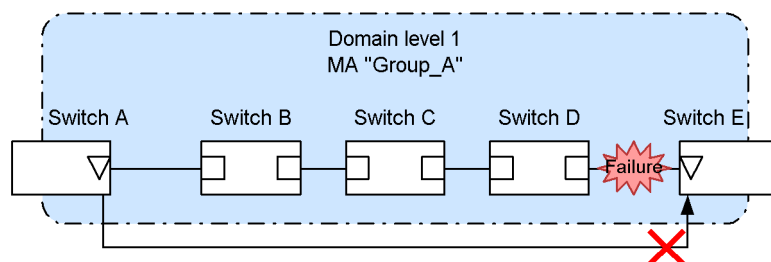 Domain level 1
MA "Group_A"
Switch A
Switch B
Switch C
Switch D
Switch E
Failure